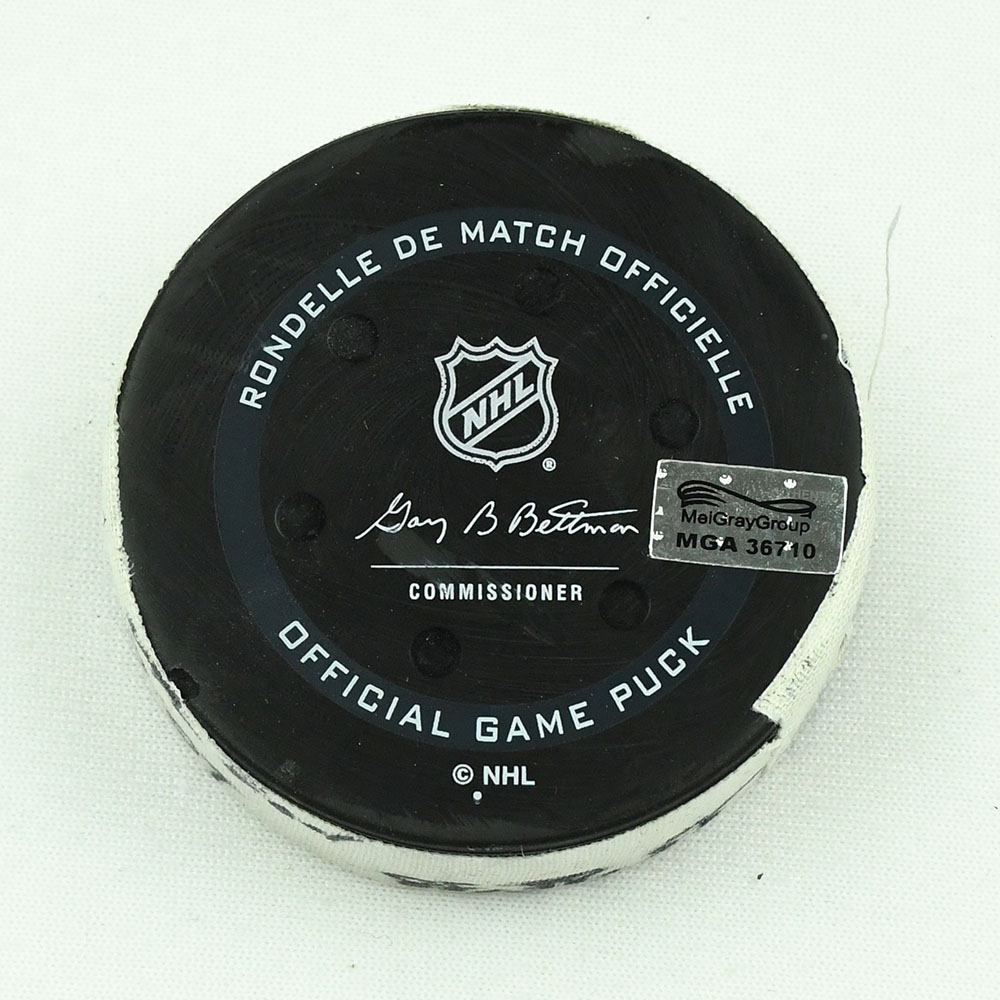 RONDELLE DE MATCH OFFICIELLE
NHL
®
Gary B Bettman
COMMISSIONER
MeiGrayGroup
MGA 36710
OFFICIAL GAME PUCK
© NHL